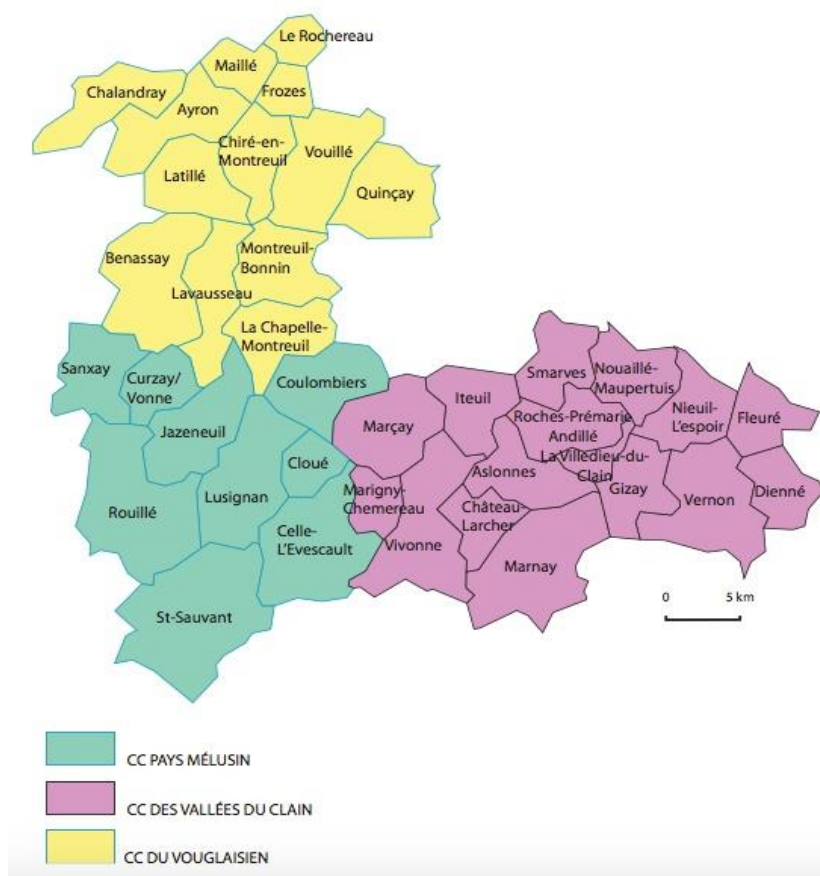 Le Rochereau
Maillé
Chalandray
Frozes
Ayron
Chiré-en-
Montreuil
Vouillé
Latillé
Quinçay
Montreuil-
Bonnin
Benassay
Lavausseau
La Chapelle-
Montreuil
Sanxay
Curzay/
Vonne
Coulombiers
Smarves
Nouaillé-
Maupertuis
Iteuil
Roches-Prémarie
Andillé
Nieuil-
L'espoir
Fleuré
Marçay
Jazeneuil
Cloué
La Villedieu-du-
Clain
Aslonnes
Marigny-
Chemereau
Gizay
Vernon
Dienné
Lusignan
Rouillé
Château-
Larcher
Celle-
L'Evescault
Vivonne
Marnay
St-Sauvant
0 5 km
CC PAYS MÉLUSIN
CC DES VALLÉES DU CLAIN
CC DU VOUGLAISIEN